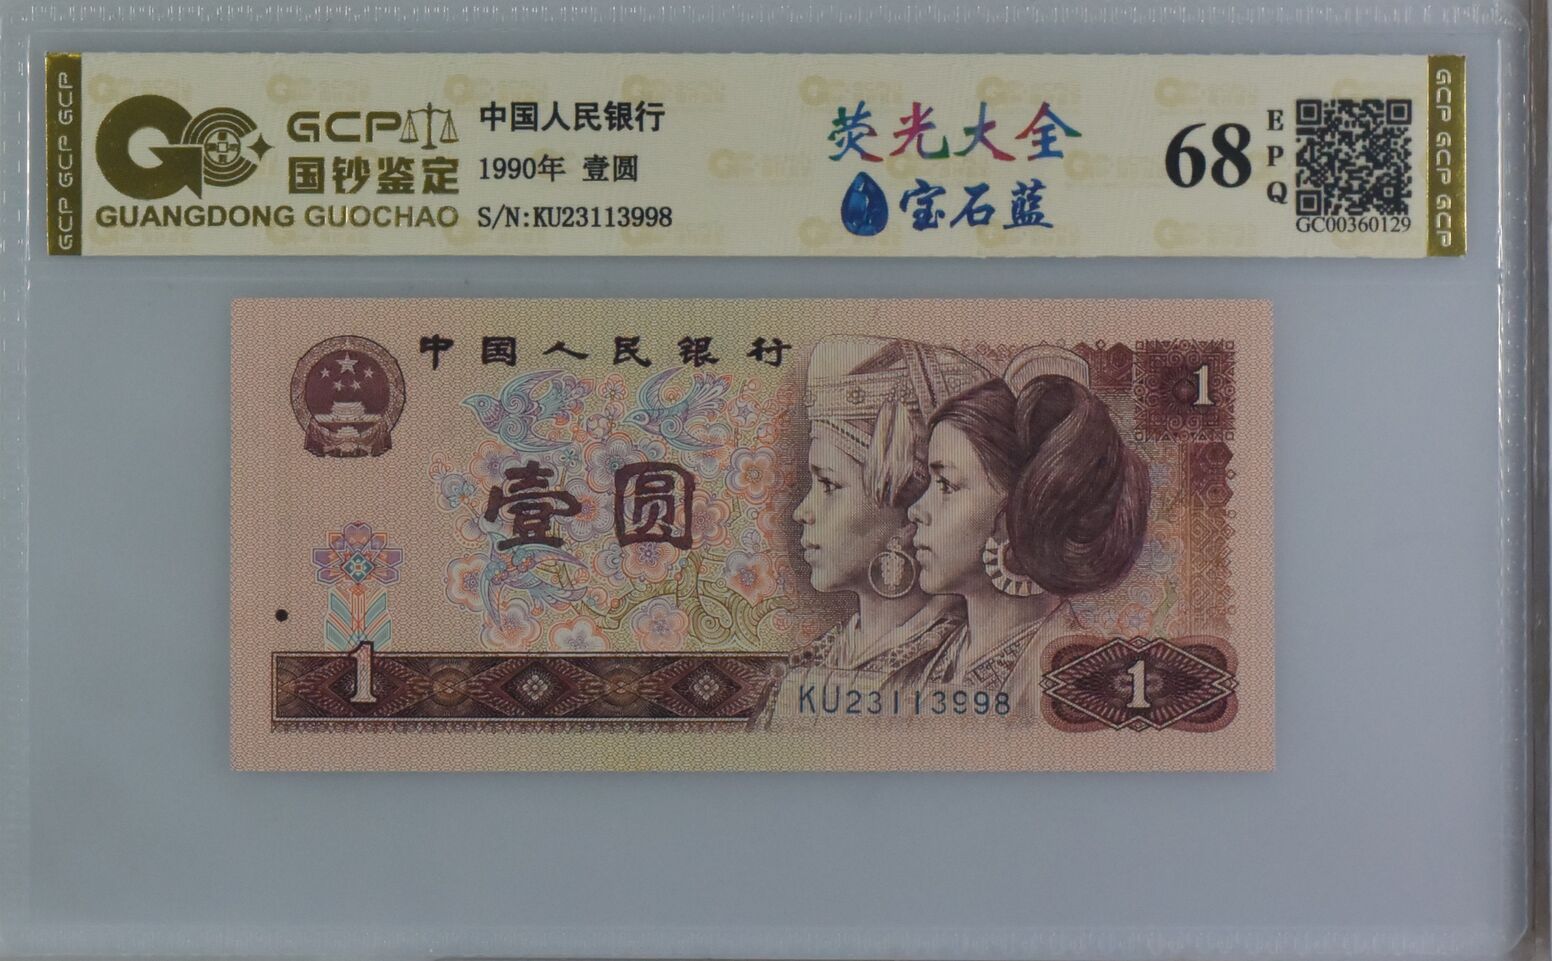 GCP GCP GCP
GC
GCP
国钞鉴定
GUANGDONG GUOCHAO
中国人民银行
1990年 壹圆
S/N:KU23113998
荧光大全
宝石蓝
68
EPQ
GC00360129
GCP GCP GCP
中国人民银行
1
壹圆
1
KU23113998
1